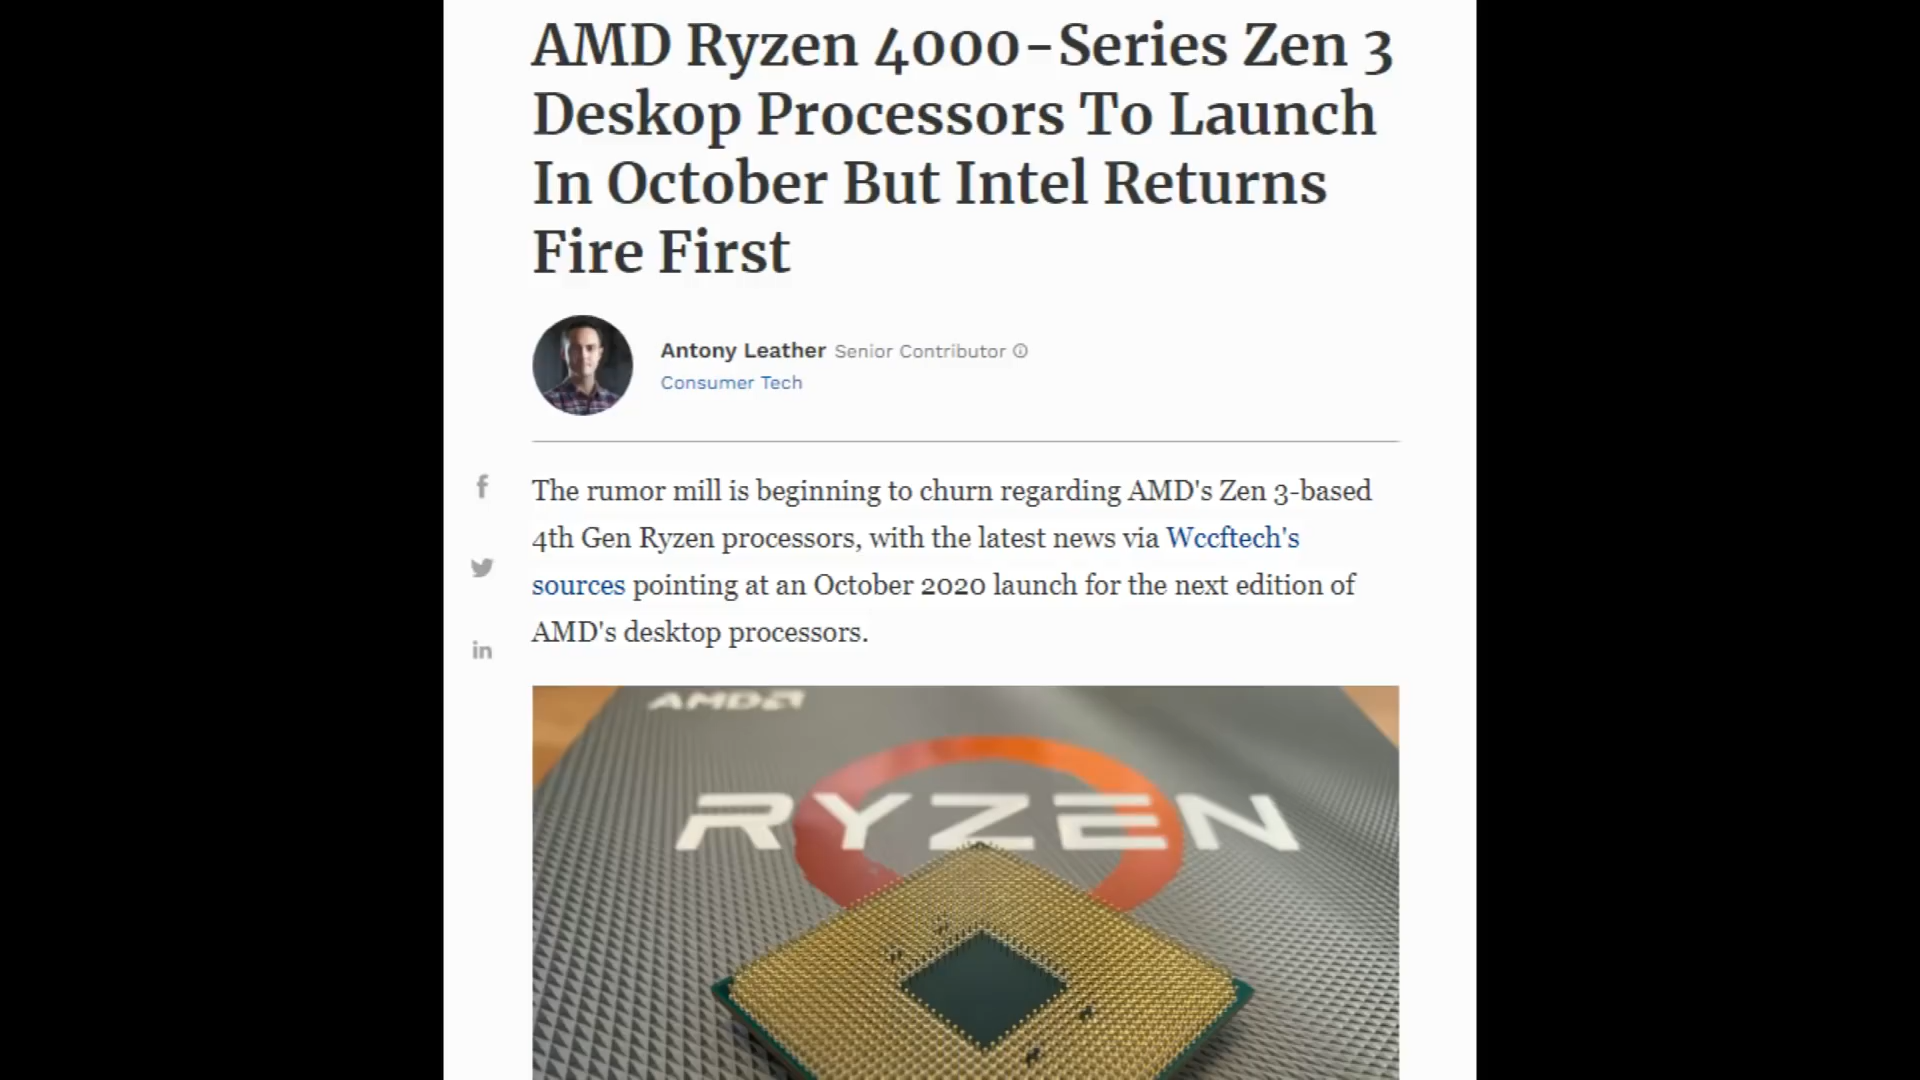 AMD Ryzen 4000-Series Zen 3
Deskop Processors To Launch
In October But Intel Returns
Fire First
Antony Leather Senior Contributor
Consumer Tech
The rumor mill is beginning to churn regarding AMD's Zen 3-based
4th Gen Ryzen processors, with the latest news via Wccftech's
sources pointing at an October 2020 launch for the next edition of
AMD's desktop processors.
AMD
RYZEN